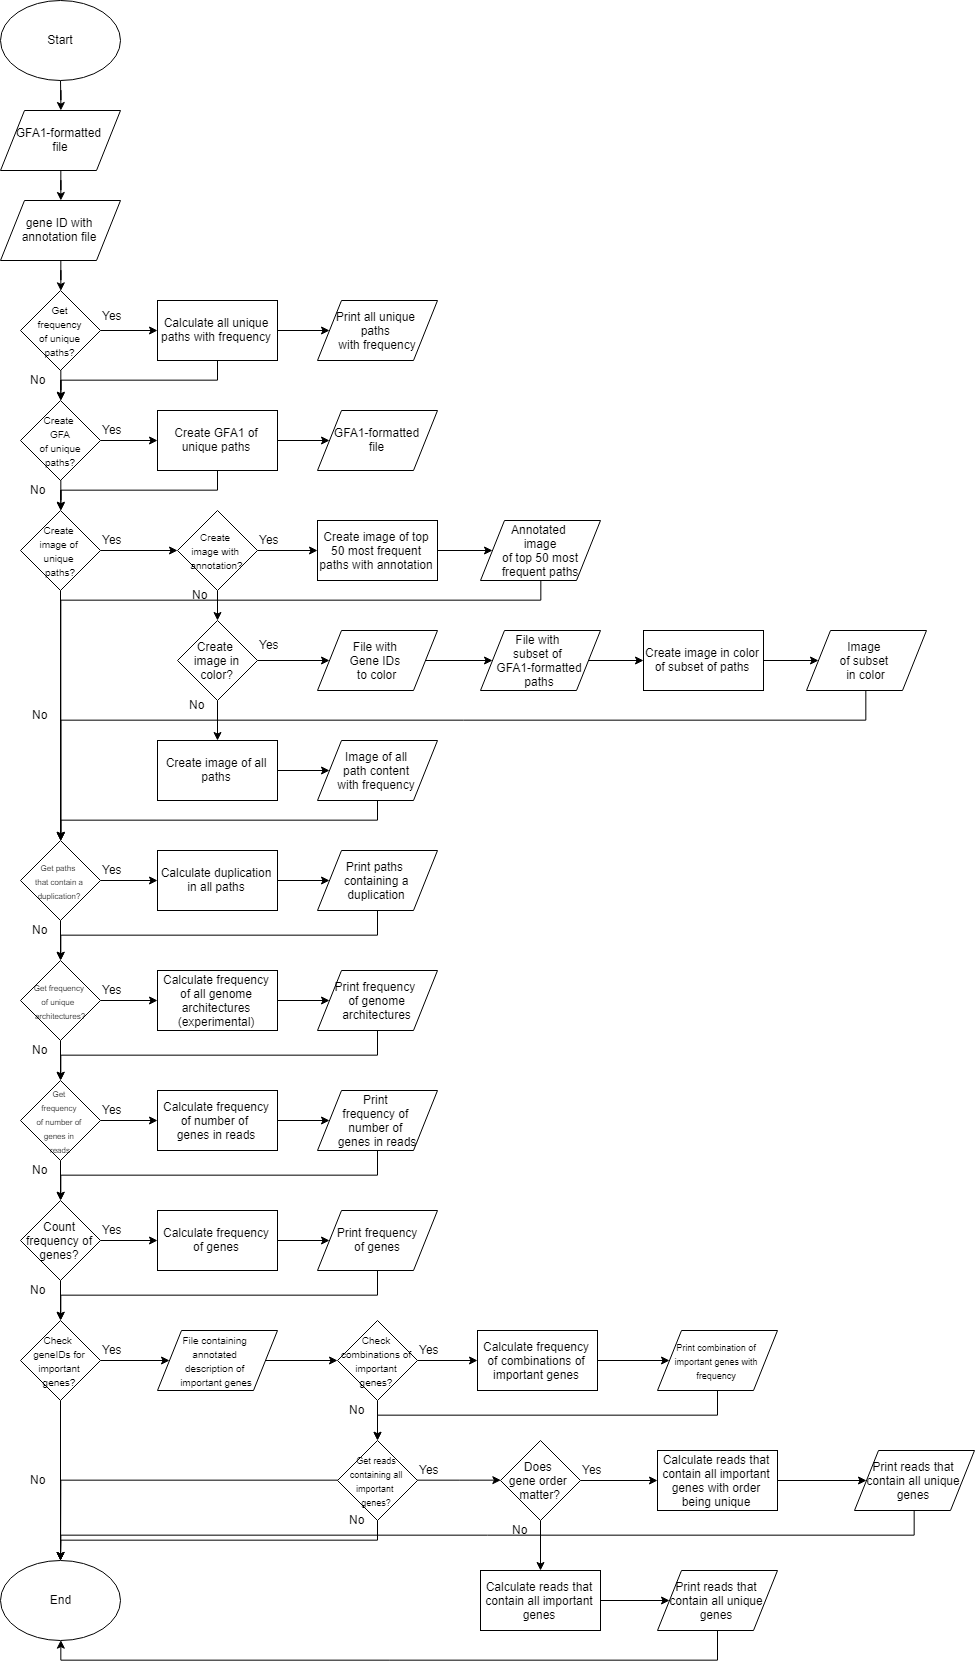 Start
GFA1-formatted
file
gene ID with
annotation file
Get
frequency
of unique
paths?
Yes
Calculate all unique
paths with frequency
Print all unique
paths
with frequency
No
Create
GFA
of unique
paths?
Yes
Create GFA1 of
unique paths
GFA1-formatted
file
No
Create
image of
unique
paths?
Yes
Create
image with
annotation?
Yes
Create image of top
50 most frequent
paths with annotation
Annotated
image
of top 50 most
frequent paths
No
Create
image in
color?
Yes
File with
Gene IDs
to color
File with
subset of
GFA1-formatted
paths
Create image in color
of subset of paths
Image
of subset
in color
No
No
Create image of all
paths
Image of all
path content
with frequency
Get paths
that contain a
duplication?
Yes
Calculate duplication
in all paths
Print paths
containing a
duplication
No
Get frequency
of unique
architectures?
Yes
Calculate frequency
of all genome
architectures
(experimental)
Print frequency
of genome
architectures
No
Get
frequency
of number of
genes in
reads
Yes
Calculate frequency
of number of
genes in reads
Print
frequency of
number of
genes in reads
No
Count
frequency of
genes?
Yes
Calculate frequency
of genes
Print frequency
of genes
No
Check
geneIDs for
important
genes?
Yes
File containing
annotated
description of
important genes
Check
combinations of
important
genes?
Yes
Calculate frequency
of combinations of
important genes
Print combination of
important genes with
frequency
No
No
Get reads
containing all
important
genes?
Yes
Does
gene order
matter?
Yes
Calculate reads that
contain all important
genes with order
being unique
Print reads that
contain all unique
genes
No
No
End
Calculate reads that
contain all important
genes
Print reads that
contain all unique
genes